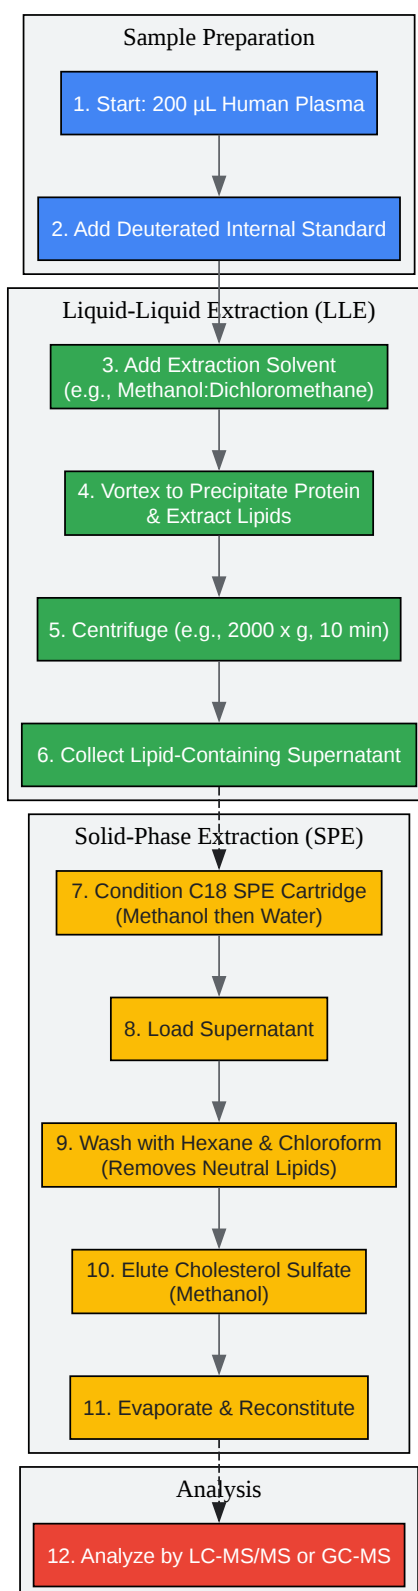 Sample Preparation
1. Start: 200 µL Human Plasma
2. Add Deuterated Internal Standard
Liquid-Liquid Extraction (LLE)
3. Add Extraction Solvent
(e.g., Methanol:Dichloromethane)
4. Vortex to Precipitate Protein
& Extract Lipids
5. Centrifuge (e.g., 2000 x g, 10 min)
6. Collect Lipid-Containing Supernatant
Solid-Phase Extraction (SPE)
7. Condition C18 SPE Cartridge
(Methanol then Water)
8. Load Supernatant
9. Wash with Hexane & Chloroform
(Removes Neutral Lipids)
10. Elute Cholesterol Sulfate
(Methanol)
11. Evaporate & Reconstitute
Analysis
12. Analyze by LC-MS/MS or GC-MS